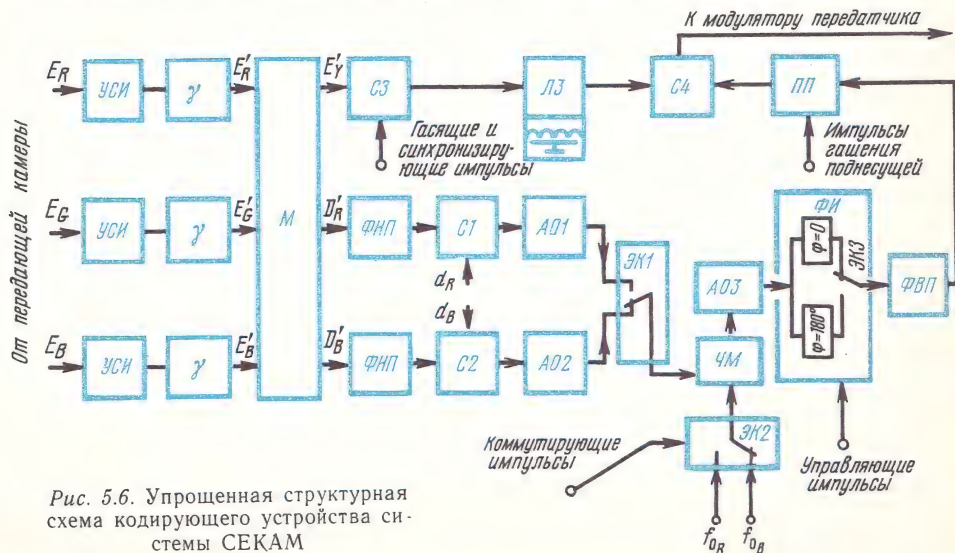 К модулятору передатчика
От передающей камеры
E_R
УСИ
γ
E'_R
M
E'_Y
С3
Гасящие и
синхронизиру-
ющие импульсы
ЛЗ
С4
ПП
Импульсы
гашения
поднесущей
E_G
УСИ
γ
E'_G
D'_R
ФНП
С1
АО1
d_R
d_B
ЭК1
ФИ
φ=0
φ=180°
ЭК3
АО3
ФВП
E_B
УСИ
γ
E'_B
D'_B
ФНП
С2
АО2
ЧМ
Коммутирующие
импульсы
ЭК2
f_0R
f_0B
Управляющие
импульсы
Рис. 5.6. Упрощенная структурная
схема кодирующего устройства си-
стемы СЕКАМ